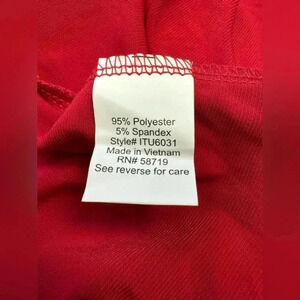 95% Polyester
5% Spandex
Style# ITU6031
Made in Vietnam
RN# 58719
See reverse for care